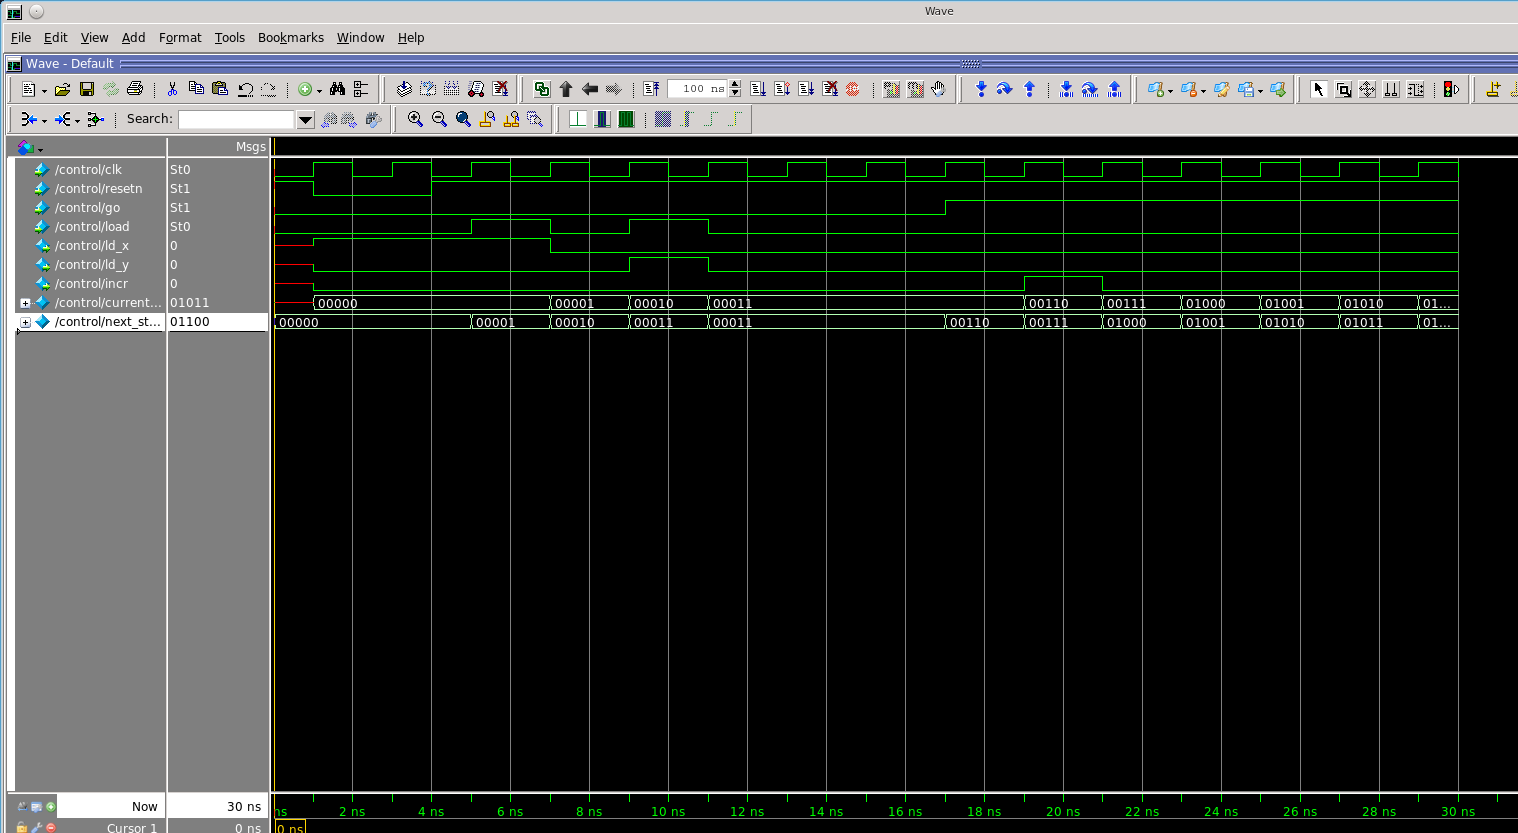 Wave
File Edit View Add Format Tools Bookmarks Window Help
Wave - Default
100 ns
Search:
Msgs
/control/clk St0
/control/resetn St1
/control/go St1
/control/load St0
/control/ld_x 0
/control/ld_y 0
/control/incr 0
/control/current... 01011 00000 00001 00010 00011 00110 00111 01000 01001 01010 01...
/control/next_st... 01100 00000 00001 00010 00011 00011 00110 00111 01000 01001 01010 01011 01...
Now 30 ns ns 2 ns 4 ns 6 ns 8 ns 10 ns 12 ns 14 ns 16 ns 18 ns 20 ns 22 ns 24 ns 26 ns 28 ns 30 ns
Cursor 1 0 ns 0 ns